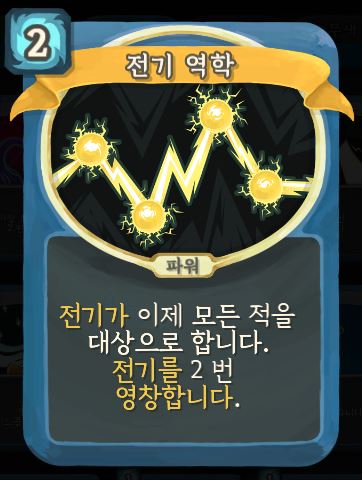 2
전기 역학
파워
전기가 이제 모든 적을
대상으로 합니다.
전기를 2 번
영창합니다.